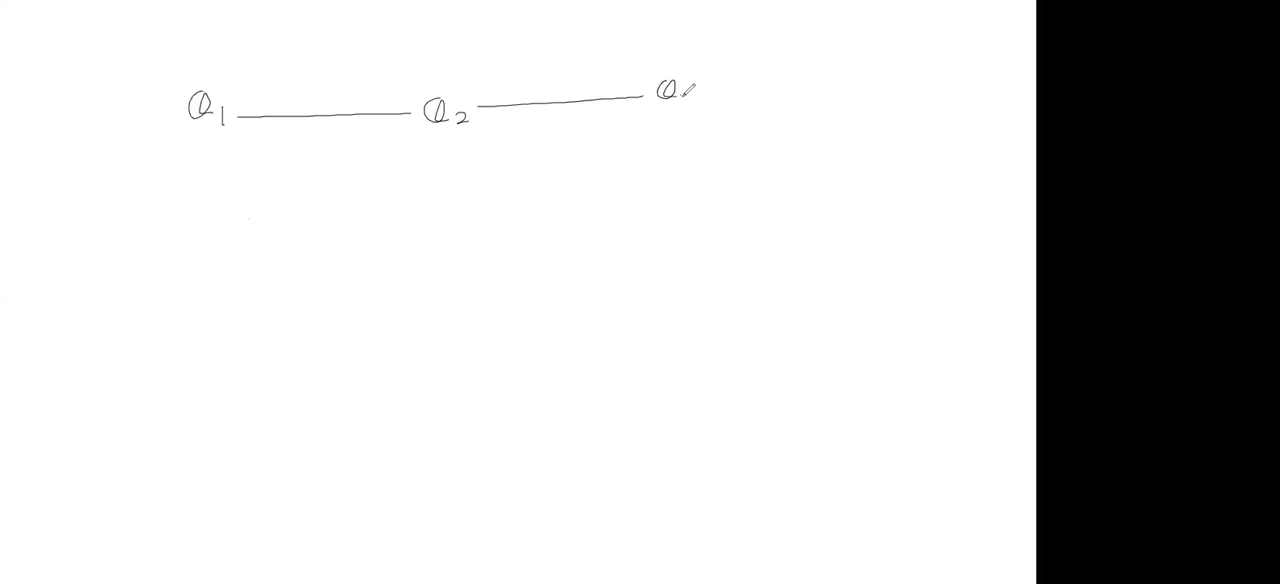 Q₁ — Q₂ — Q